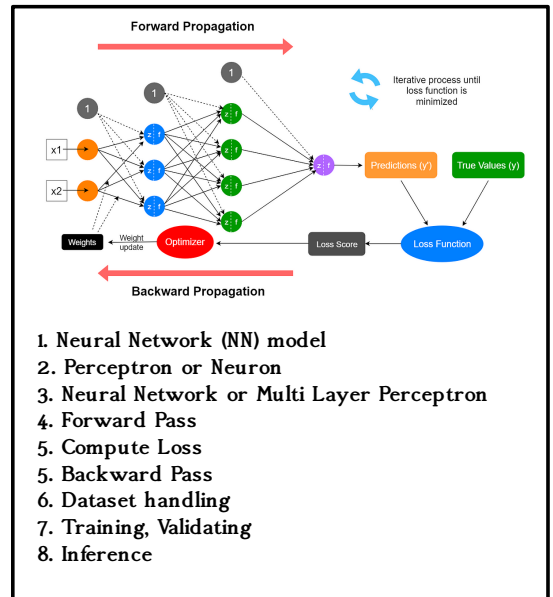 Forward Propagation
1
1
1
Iterative process until
loss function is
minimized
x1
x2
z f
z f
z f
z f
z f
z f
z f
z f
Predictions (y')
True Values (y)
Weights
Weight
update
Optimizer
Loss Score
Loss Function
Backward Propagation
1. Neural Network (NN) model
2. Perceptron or Neuron
3. Neural Network or Multi Layer Perceptron
4. Forward Pass
5. Compute Loss
5. Backward Pass
6. Dataset handling
7. Training, Validating
8. Inference